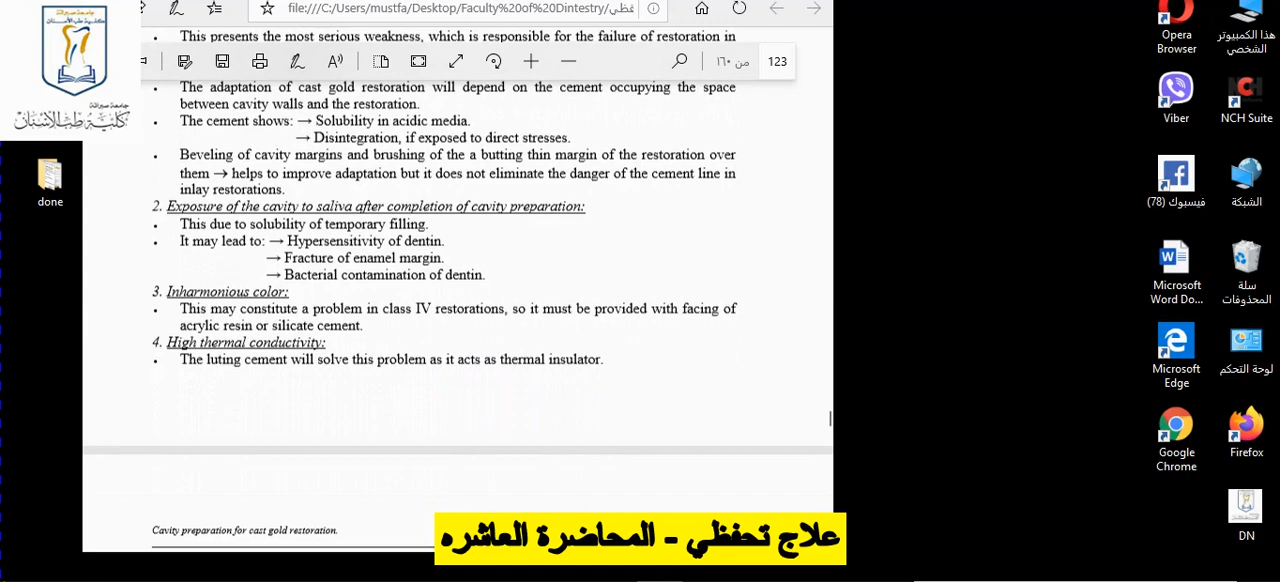 file:///C:/Users/mustfa/Desktop/Faculty%20of%20Dintestry/
This presents the most serious weakness, which is responsible for the failure of restoration in
123
من ١٦٠
The adaptation of cast gold restoration will depend on the cement occupying the space
between cavity walls and the restoration.
• The cement shows: → Solubility in acidic media.
→ Disintegration, if exposed to direct stresses.
• Beveling of cavity margins and brushing of the a butting thin margin of the restoration over
them → helps to improve adaptation but it does not eliminate the danger of the cement line in
inlay restorations.
2. Exposure of the cavity to saliva after completion of cavity preparation:
• This due to solubility of temporary filling.
• It may lead to: → Hypersensitivity of dentin.
→ Fracture of enamel margin.
→ Bacterial contamination of dentin.
3. Inharmonious color:
• This may constitute a problem in class IV restorations, so it must be provided with facing of
acrylic resin or silicate cement.
4. High thermal conductivity:
• The luting cement will solve this problem as it acts as thermal insulator.
Cavity preparation for cast gold restoration.
علاج تحفظي - المحاضرة العاشره
جامعة صبراتة
كلية طب الأسنان
done
Opera
Browser
هذا الكمبيوتر
الشخصي
Viber
NCH Suite
فيسبوك (78)
الشبكة
Microsoft
Word Do...
سلة
المحذوفات
Microsoft
Edge
لوحة التحكم
Google
Chrome
Firefox
DN